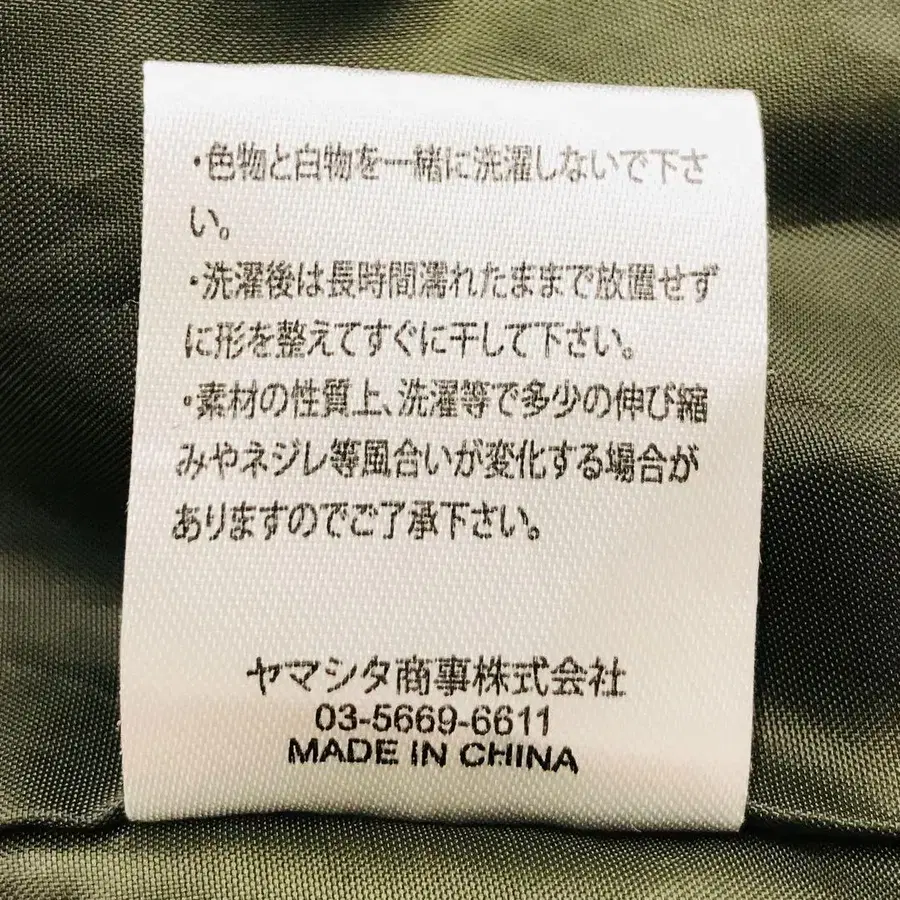 ・色物と白物を一緒に洗濯しないで下さ
い。
・洗濯後は長時間濡れたままで放置せず
に形を整えてすぐに干して下さい。
・素材の性質上、洗濯等で多少の伸び縮
みやネジレ等風合いが変化する場合が
ありますのでご了承下さい。
ヤマシタ商事株式会社
03-5669-6611
MADE IN CHINA